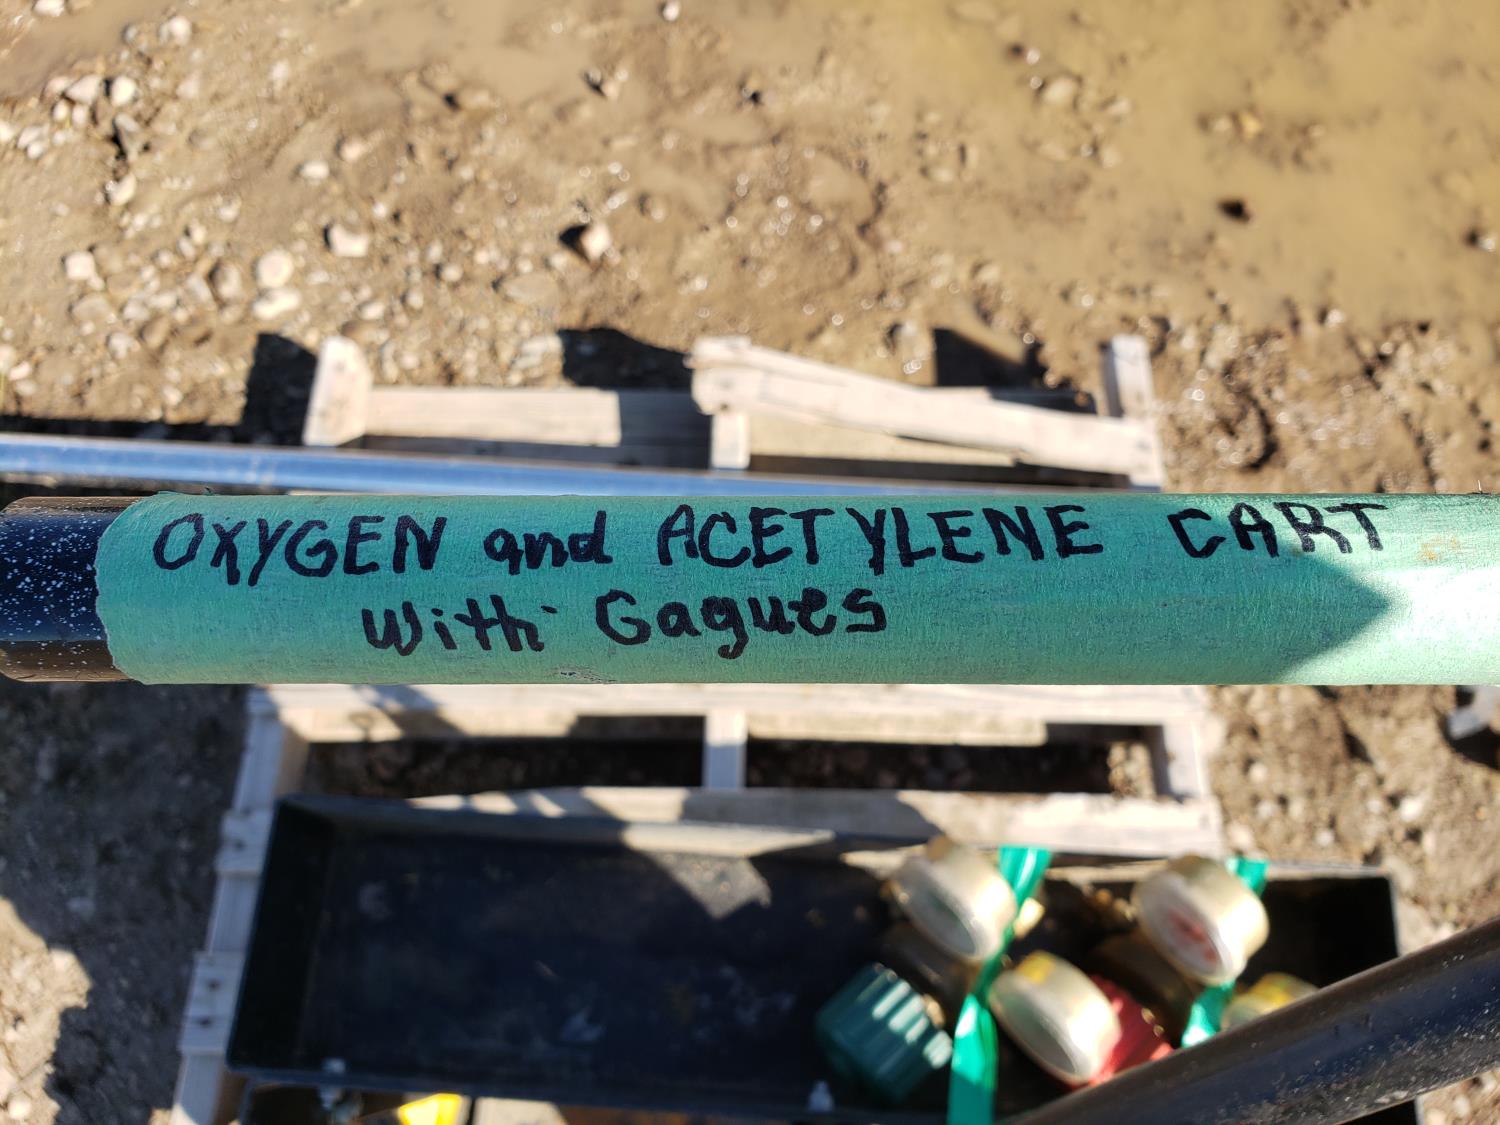 OXYGEN and ACETYLENE CART
With Gagues